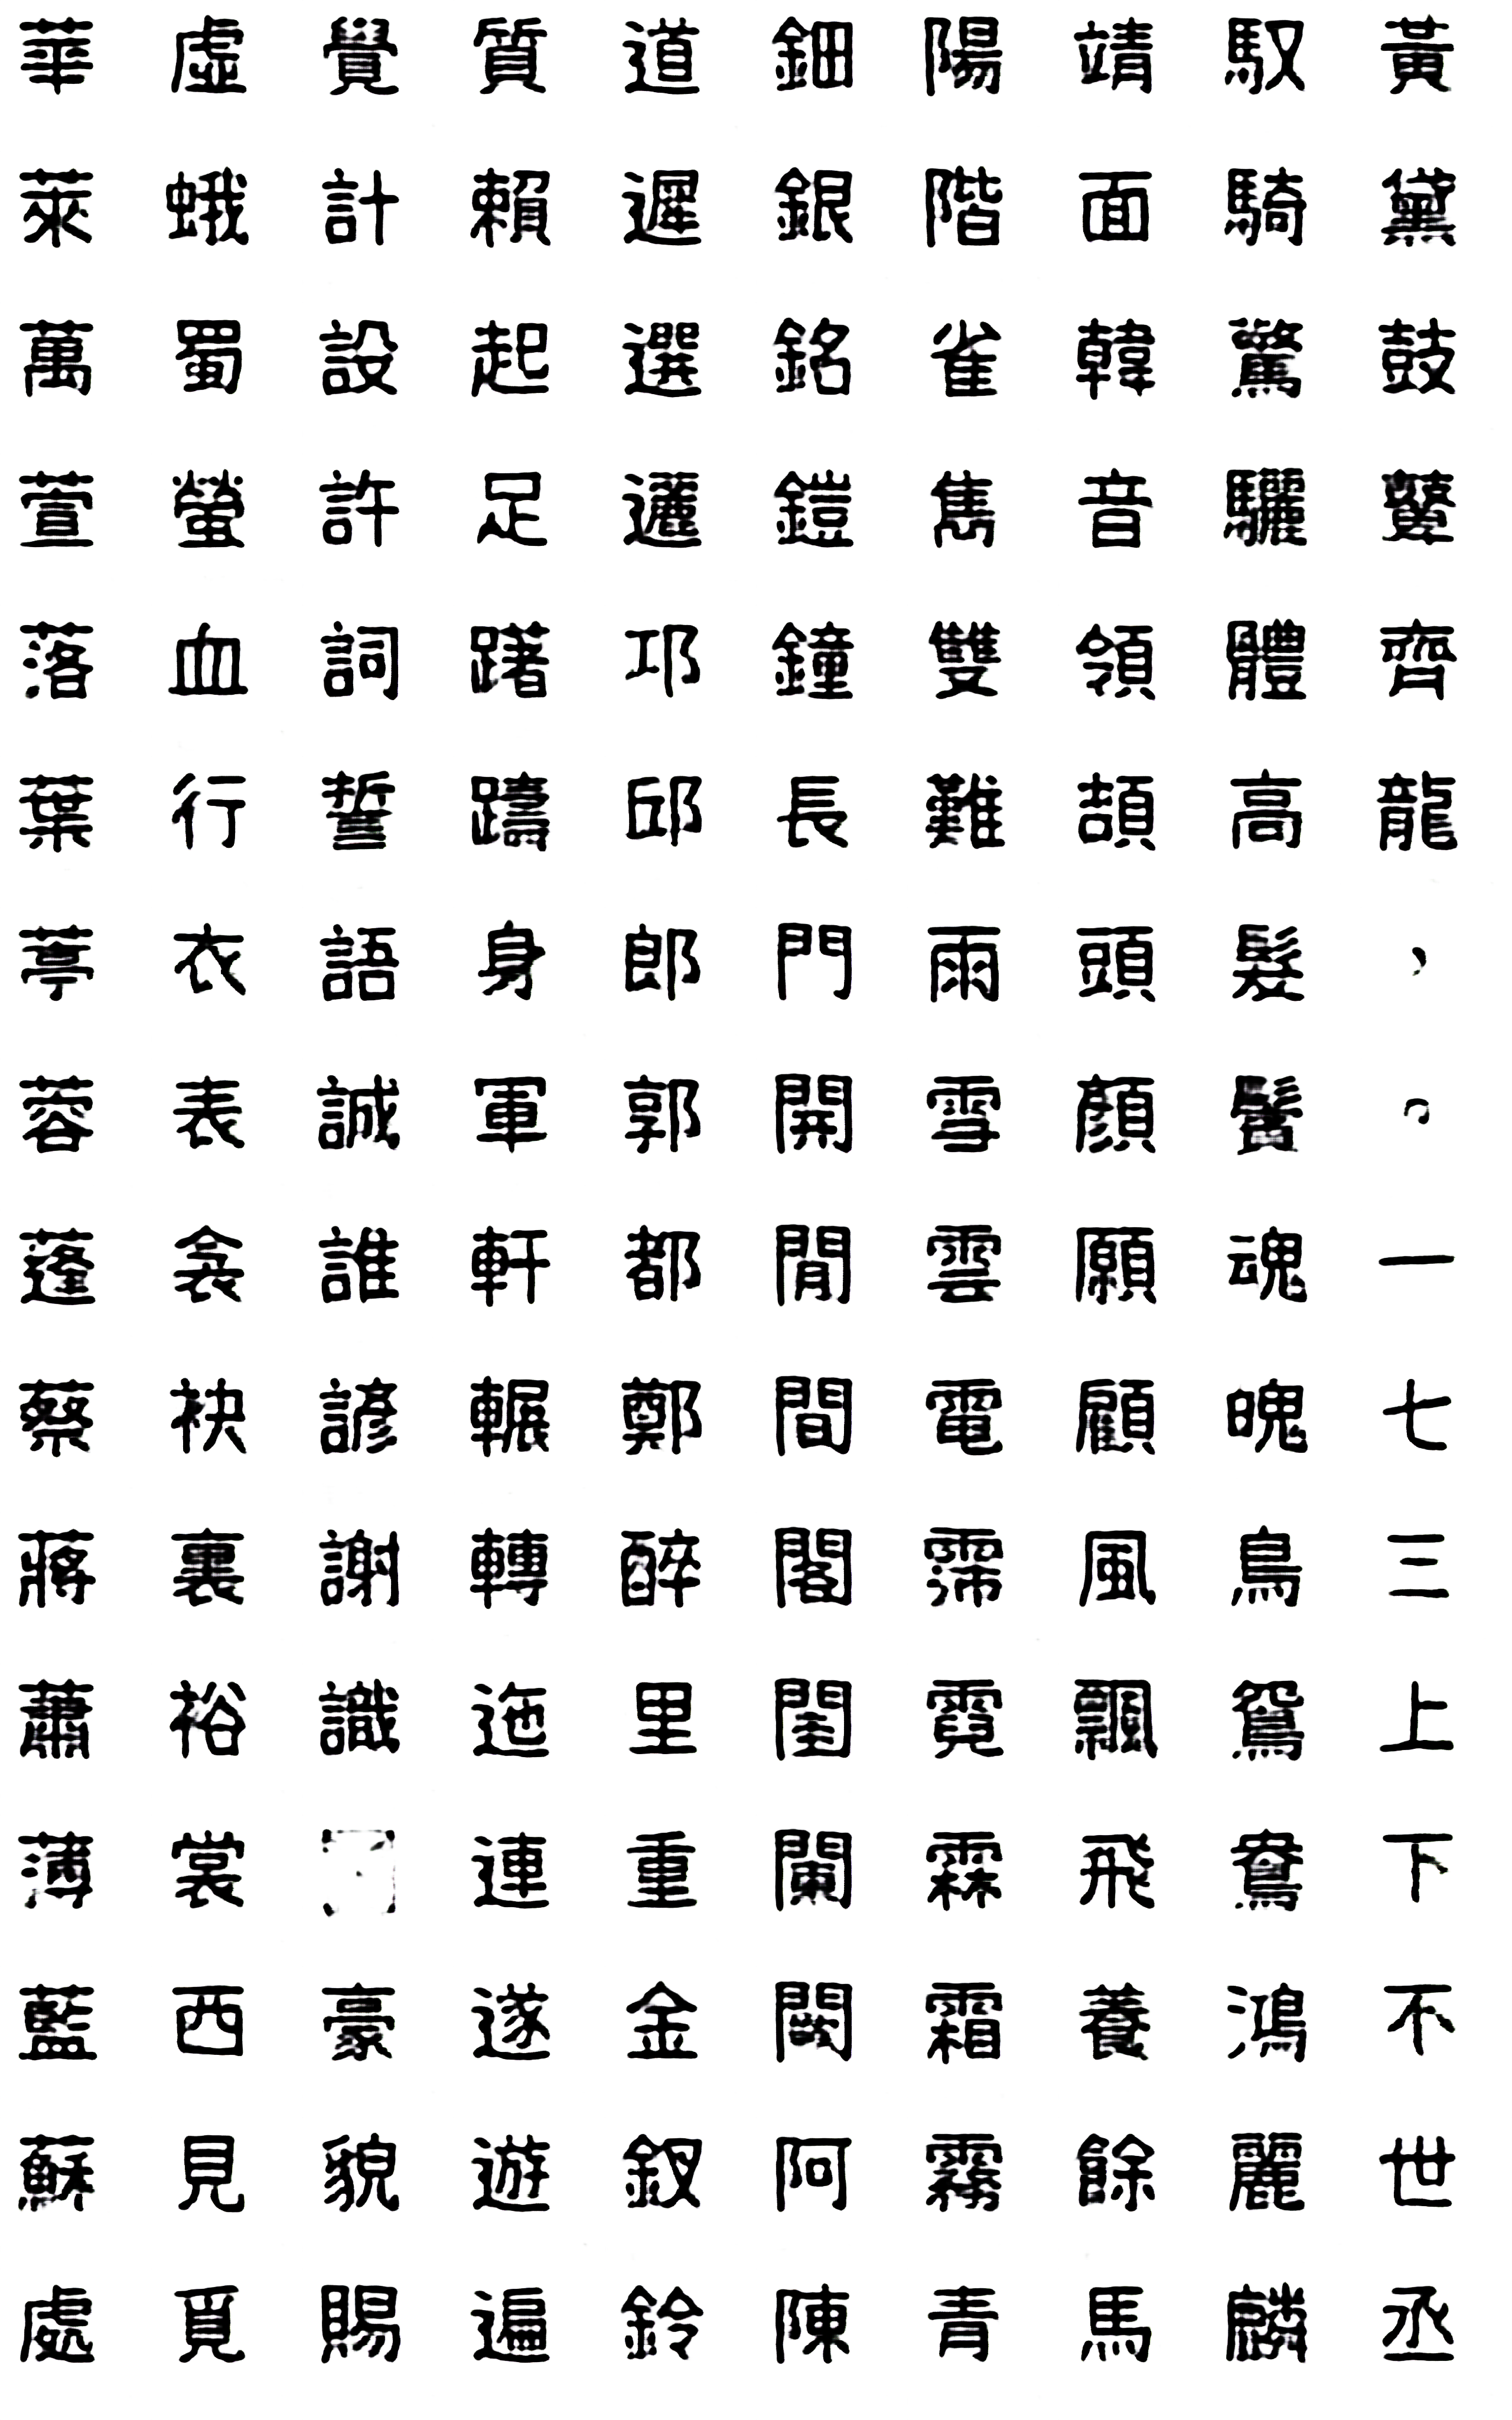 華虛覺質道鈿陽靖馭黃
萊蛾計賴遲銀階面騎黛
萬蜀設起選銘雀韓驚鼓
萱螢許足邐鎧雋音驪鼙
落血詞躇邛鐘雙領體齊
葉行誓躊邱長難頡高龍
葶衣語身郎門雨頭髮，
蓉表誠軍郭開雪顏鬢。
蓬衾誰軒都閒雲願魂一
蔡袂諺輾鄭間電顧魄七
蔣裏謝轉醉閣霈風鳥三
蕭裕識迤里閨霓飄鴛上
薄裳連重闌霖飛鴦下
藍西豪遂金闕霜養鴻不
蘇見貌遊釵阿霧餘麗世
處覓賜遍鈴陳青馬麟丞